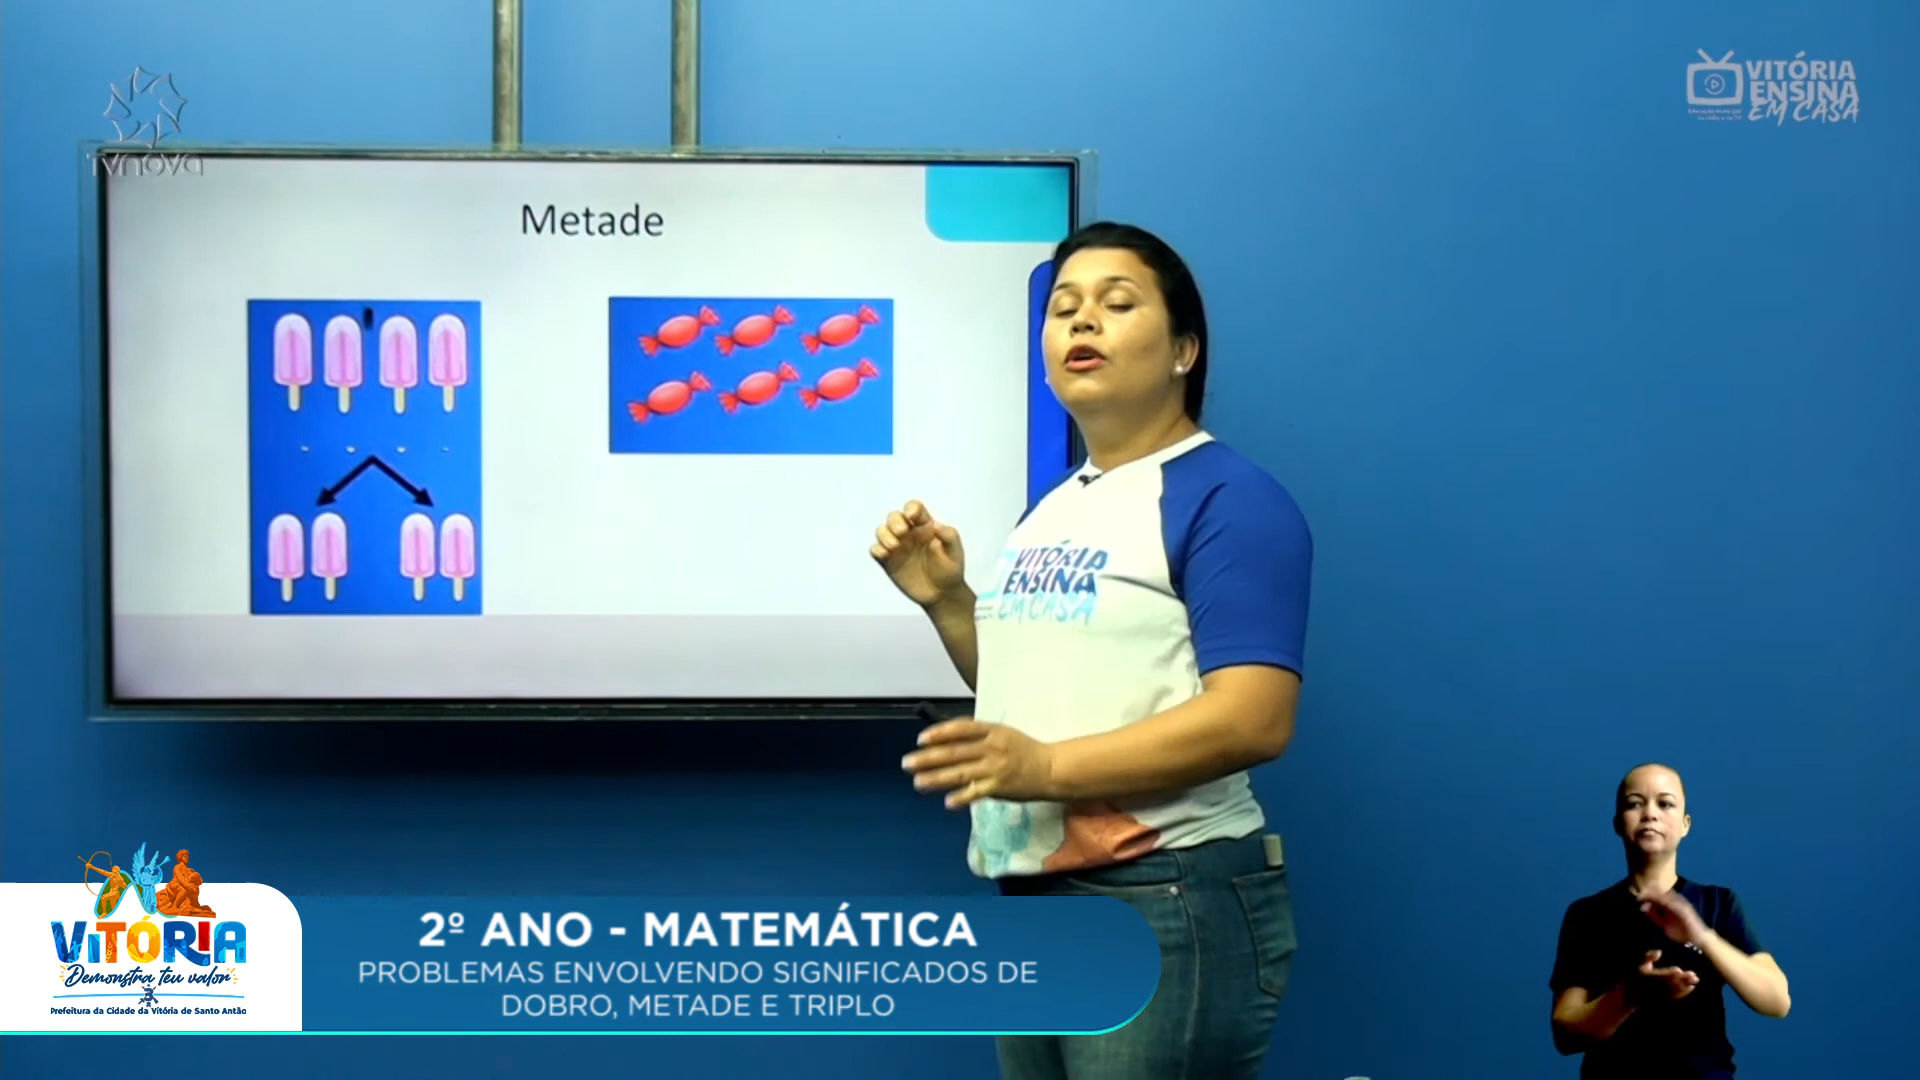 TVNOVA
VITÓRIA
ENSINA
EM CASA
Metade
VITÓRIA
ENSINA
EM CASA
VITÓRIA
Demonstra teu valor
Prefeitura da Cidade da Vitória de Santo Antão
2º ANO - MATEMÁTICA
PROBLEMAS ENVOLVENDO SIGNIFICADOS DE
DOBRO, METADE E TRIPLO